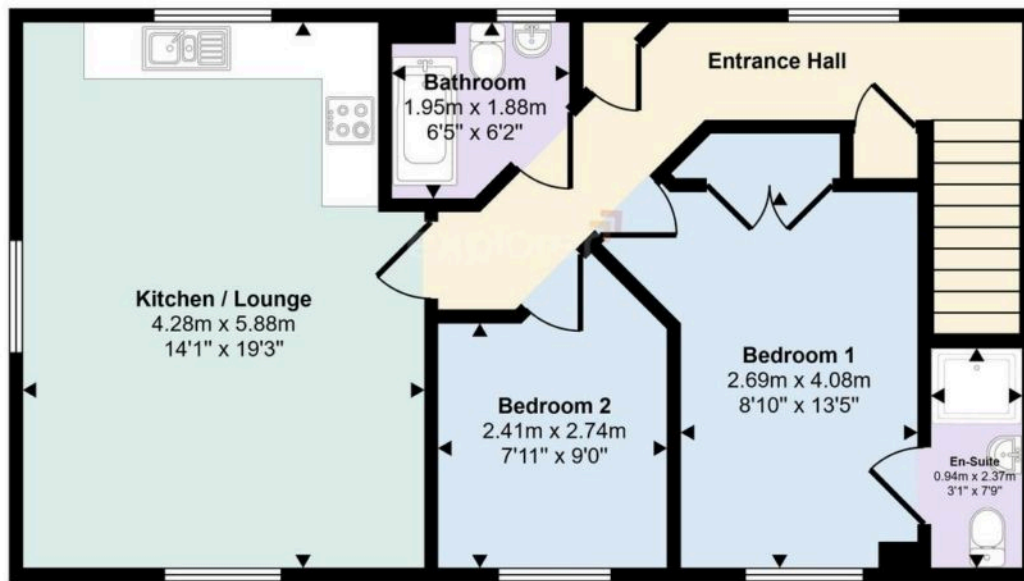 Entrance Hall
Bathroom
1.95m x 1.88m
6'5" x 6'2"
Kitchen / Lounge
4.28m x 5.88m
14'1" x 19'3"
Bedroom 1
2.69m x 4.08m
8'10" x 13'5"
Bedroom 2
2.41m x 2.74m
7'11" x 9'0"
En-Suite
0.94m x 2.37m
3'1" x 7'9"